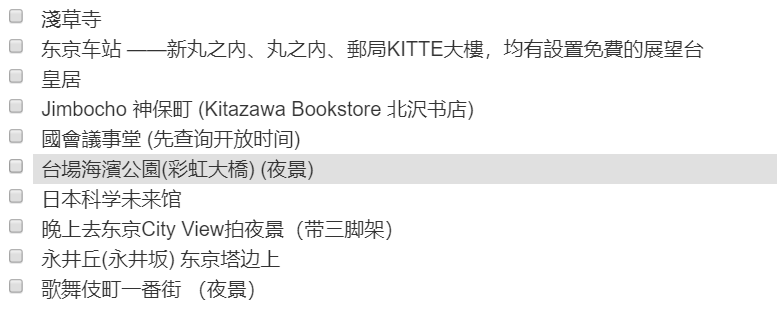 淺草寺
东京车站 ——新丸之內、丸之內、郵局KITTE大樓，均有設置免費的展望台
皇居
Jimbocho 神保町 (Kitazawa Bookstore 北沢书店)
國會議事堂 (先查询开放时间)
台場海濱公園(彩虹大橋) (夜景)
日本科学未来馆
晚上去东京City View拍夜景（带三脚架）
永井丘(永井坂) 东京塔边上
歌舞伎町一番街 （夜景）